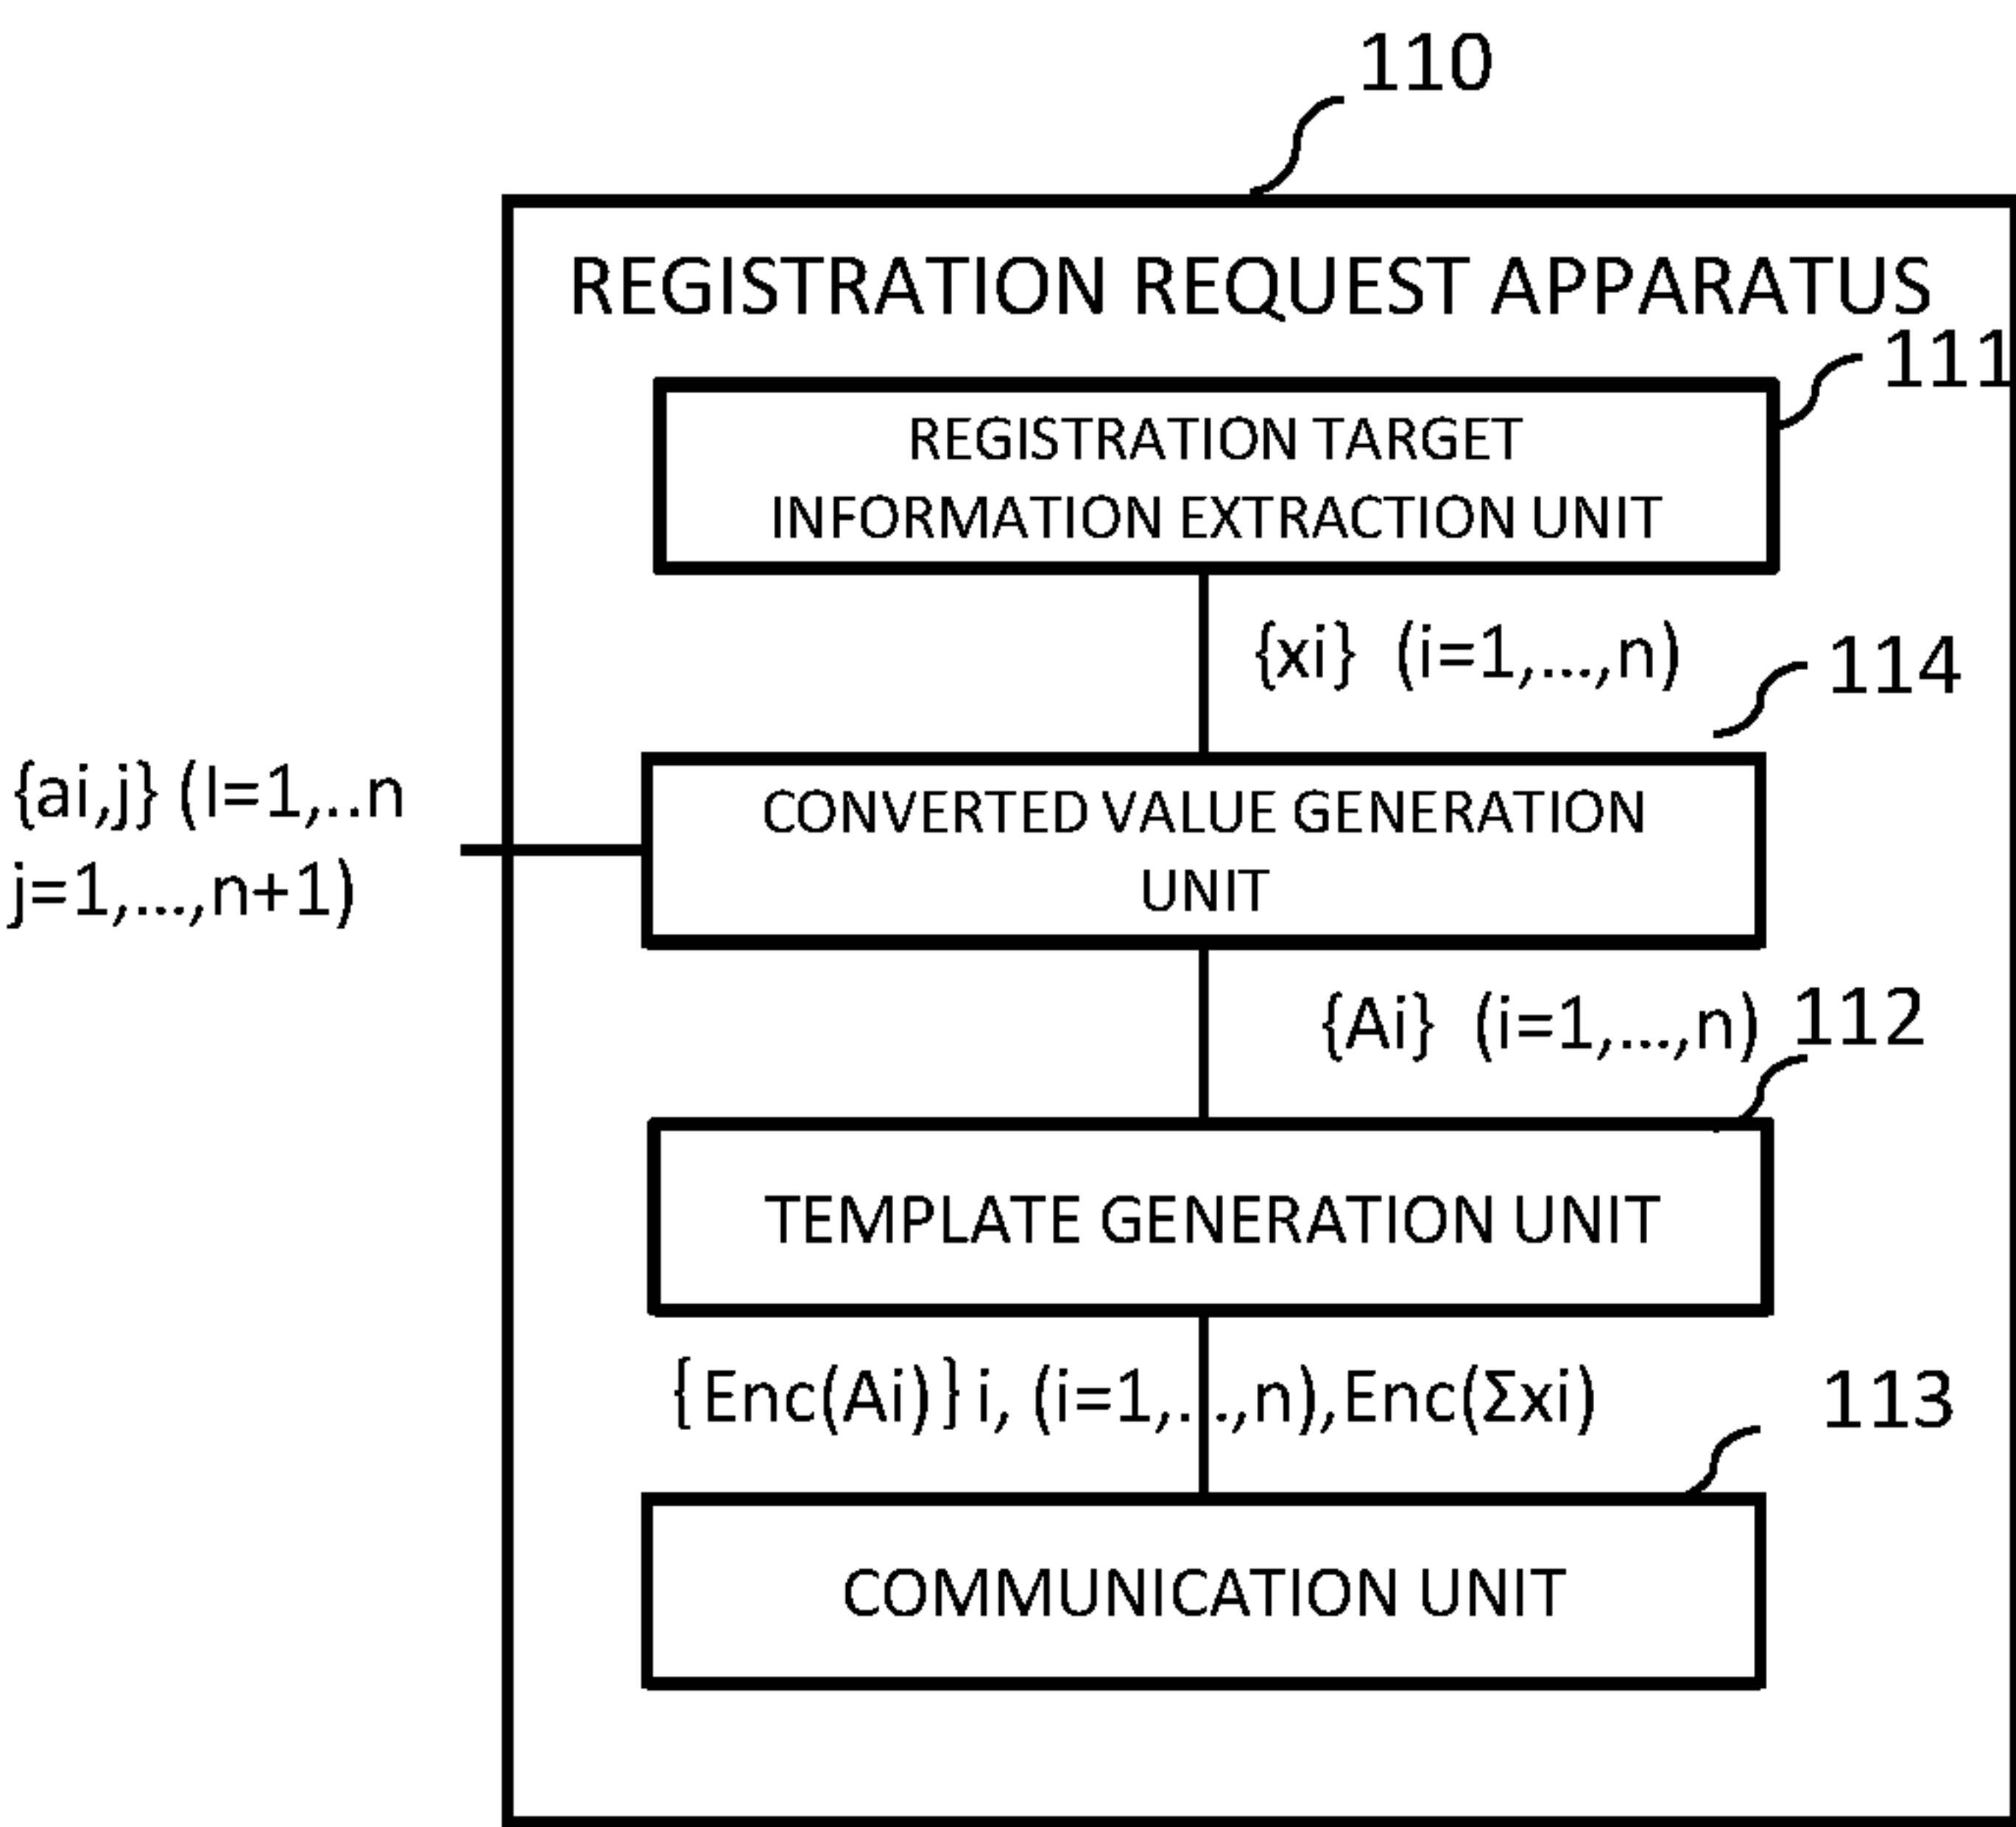 110
REGISTRATION REQUEST APPARATUS
111
REGISTRATION TARGET
INFORMATION EXTRACTION UNIT
{xi} (i=1,...,n)
114
{ai,j} (I=1,..n
j=1,...,n+1)
CONVERTED VALUE GENERATION
UNIT
{Ai} (i=1,...,n)
112
TEMPLATE GENERATION UNIT
{Enc(Ai)}i, (i=1,...,n),Enc(Σxi)
113
COMMUNICATION UNIT